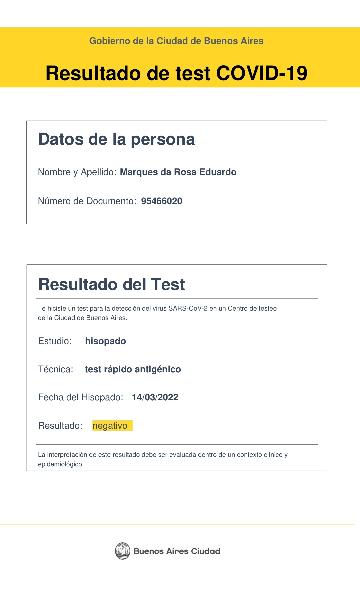 Gobierno de la Ciudad de Buenos Aires
Resultado de test COVID-19
Datos de la persona
Nombre y Apellido: Marques da Rosa Eduardo
Número de Documento: 95466020
Resultado del Test
Te hiciste un test para la detección del virus SARS-CoV-2 en un Centro de testeo
de la Ciudad de Buenos Aires.
Estudio: hisopado
Técnica: test rápido antigénico
Fecha del Hisopado: 14/03/2022
Resultado: negativo
La interpretación de este resultado debe ser evaluada dentro de un contexto clínico y
epidemiológico
Buenos Aires Ciudad